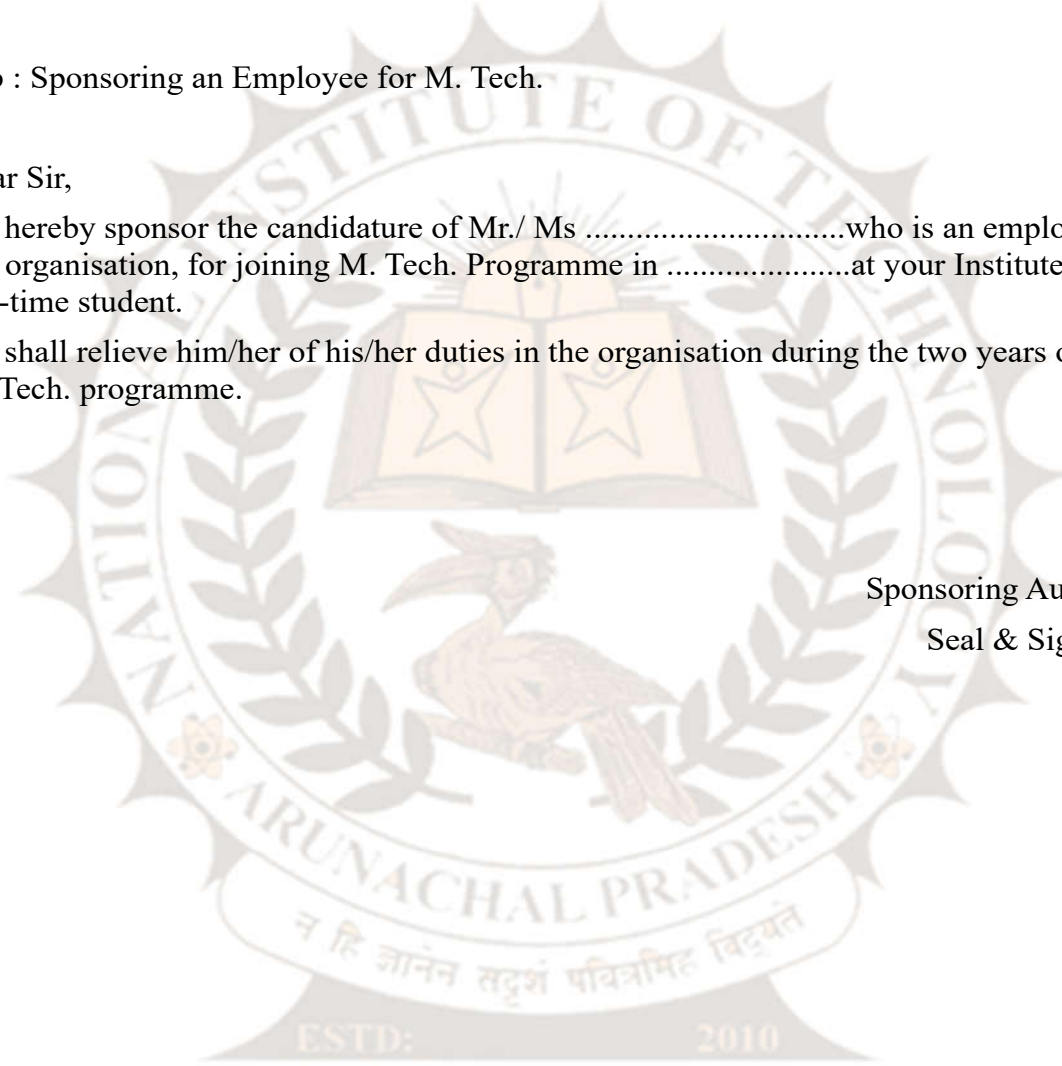 : Sponsoring an Employee for M. Tech.
ar Sir,
hereby sponsor the candidature of Mr./ Ms ...............................who is an emplo
organisation, for joining M. Tech. Programme in ......................at your Institute
-time student.
shall relieve him/her of his/her duties in the organisation during the two years o
Tech. programme.
Sponsoring Au
Seal & Sig
NATIONAL INSTITUTE OF TECHNOLOGY
ARUNACHAL PRADESH
न हि ज्ञानेन सदृशं पवित्रमिह विद्यते
ESTD: 2010